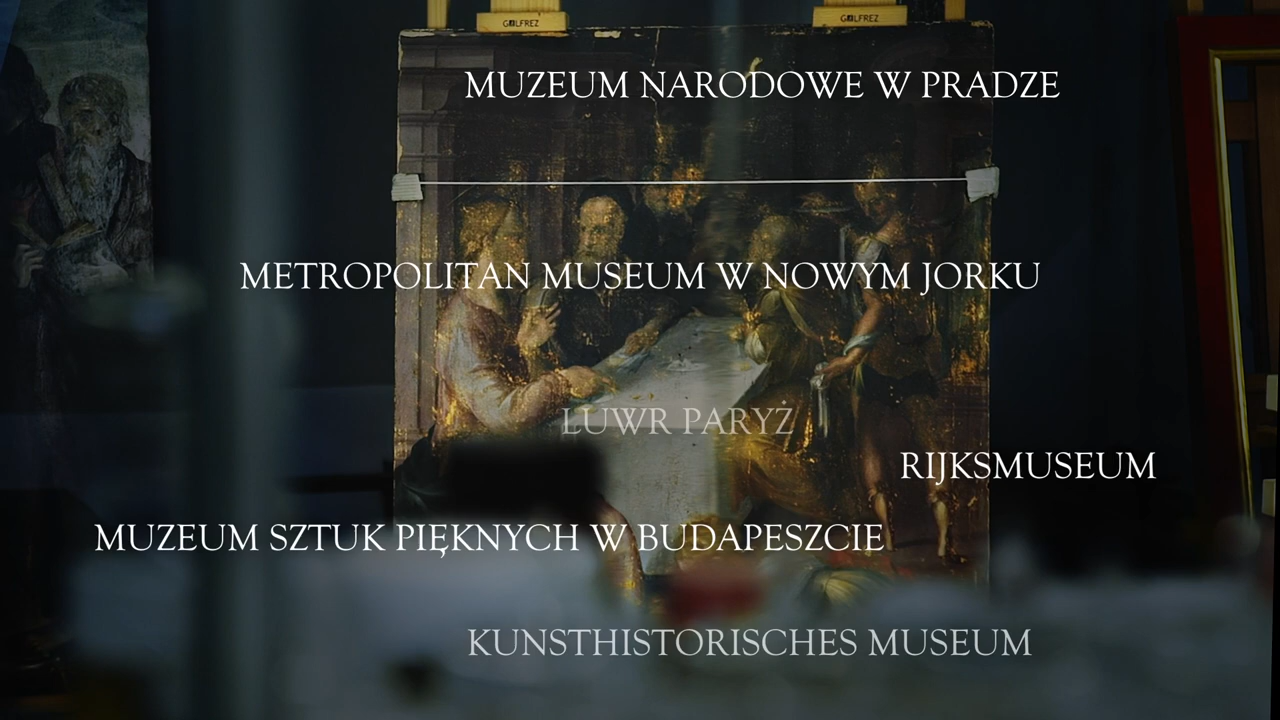 GOLFREZ
GOLFREZ
MUZEUM NARODOWE W PRADZE
METROPOLITAN MUSEUM W NOWYM JORKU
LUWR PARYŻ
RIJKSMUSEUM
MUZEUM SZTUK PIĘKNYCH W BUDAPESZCIE
KUNSTHISTORISCHES MUSEUM